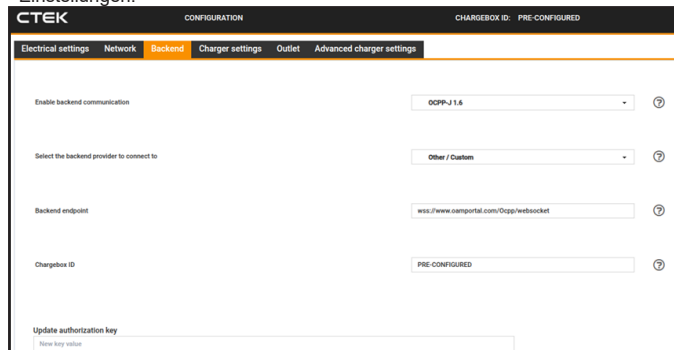 Einstellungen.
CTEK CONFIGURATION CHARGEBOX ID: PRE-CONFIGURED
Electrical settings Network Backend Charger settings Outlet Advanced charger settings
Enable backend communication OCPP-J 1.6 ?
Select the backend provider to connect to Other / Custom ?
Backend endpoint wss://www.oamportal.com/Ocpp/websocket ?
Chargebox ID PRE-CONFIGURED ?
Update authorization key
New key value